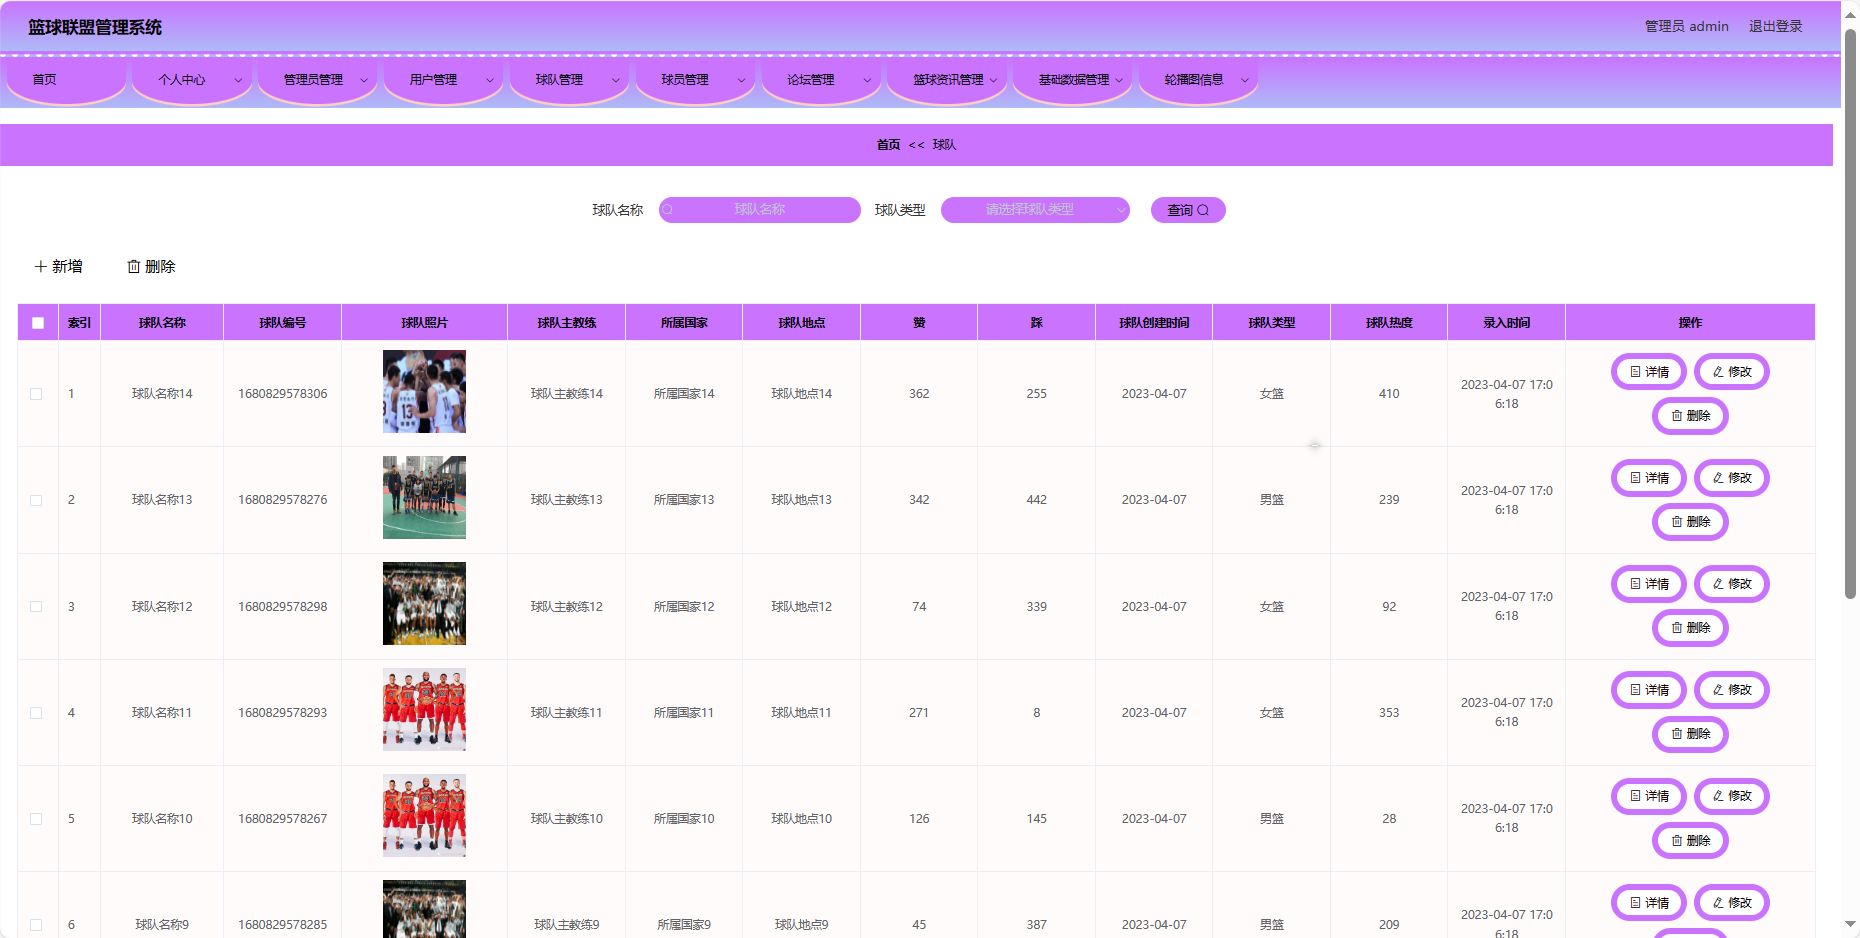 篮球联盟管理系统
管理员 admin 退出登录
首页 个人中心 管理员管理 用户管理 球队管理 球员管理 论坛管理 篮球资讯管理 基础数据管理 轮播图信息
首页 << 球队
球队名称 球队名称 球队类型 请选择球队类型 查询
新增 删除
索引 球队名称 球队编号 球队照片 球队主教练 所属国家 球队地点 赞 踩 球队创建时间 球队类型 球队热度 录入时间 操作
1 球队名称14 1680829578306 球队主教练14 所属国家14 球队地点14 362 255 2023-04-07 女篮 410 2023-04-07 17:0
6:18
详情 修改
删除
2 球队名称13 1680829578276 球队主教练13 所属国家13 球队地点13 342 442 2023-04-07 男篮 239 2023-04-07 17:0
6:18
详情 修改
删除
3 球队名称12 1680829578298 球队主教练12 所属国家12 球队地点12 74 339 2023-04-07 女篮 92 2023-04-07 17:0
6:18
详情 修改
删除
4 球队名称11 1680829578293 球队主教练11 所属国家11 球队地点11 271 8 2023-04-07 女篮 353 2023-04-07 17:0
6:18
详情 修改
删除
5 球队名称10 1680829578267 球队主教练10 所属国家10 球队地点10 126 145 2023-04-07 男篮 28 2023-04-07 17:0
6:18
详情 修改
删除
6 球队名称9 1680829578285 球队主教练9 所属国家9 球队地点9 45 387 2023-04-07 男篮 209 2023-04-07 17:0
6:18
详情 修改